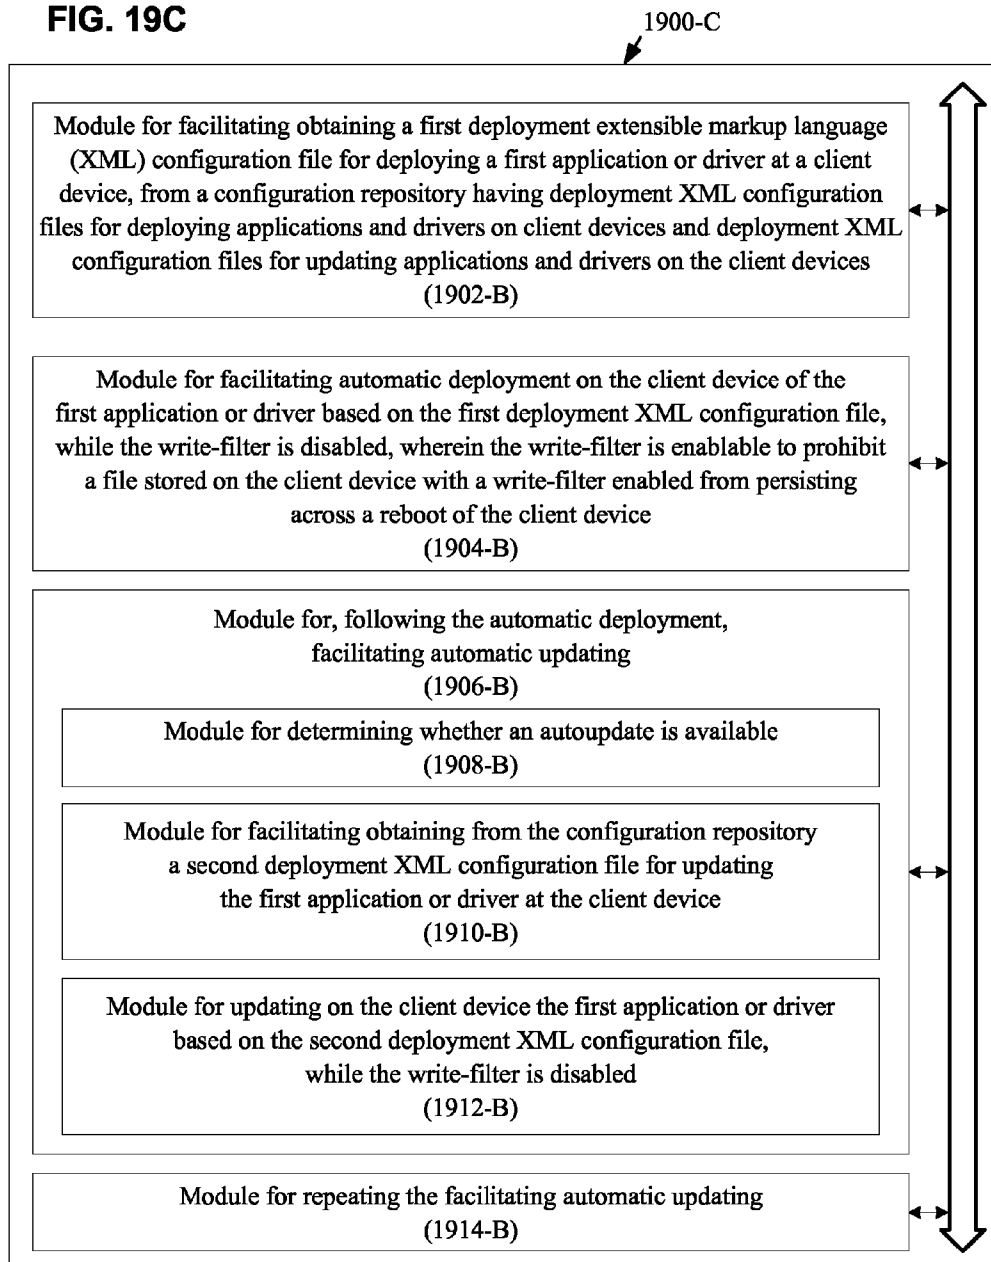 FIG. 19C
1900-C
Module for facilitating obtaining a first deployment extensible markup language
(XML) configuration file for deploying a first application or driver at a client
device, from a configuration repository having deployment XML configuration
files for deploying applications and drivers on client devices and deployment XML
configuration files for updating applications and drivers on the client devices
(1902-B)
Module for facilitating automatic deployment on the client device of the
first application or driver based on the first deployment XML configuration file,
while the write-filter is disabled, wherein the write-filter is enablable to prohibit
a file stored on the client device with a write-filter enabled from persisting
across a reboot of the client device
(1904-B)
Module for, following the automatic deployment,
facilitating automatic updating
(1906-B)
Module for determining whether an autoupdate is available
(1908-B)
Module for facilitating obtaining from the configuration repository
a second deployment XML configuration file for updating
the first application or driver at the client device
(1910-B)
Module for updating on the client device the first application or driver
based on the second deployment XML configuration file,
while the write-filter is disabled
(1912-B)
Module for repeating the facilitating automatic updating
(1914-B)